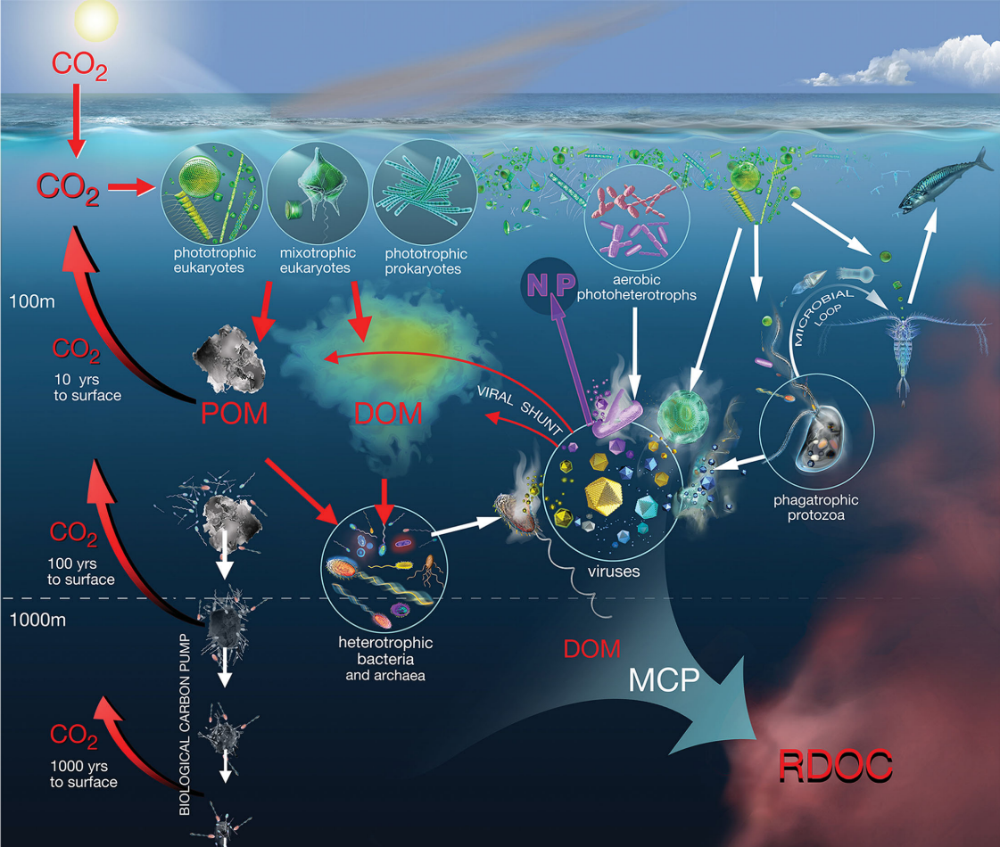 CO2
CO2
phototrophic
eukaryotes
mixotrophic
eukaryotes
phototrophic
prokaryotes
aerobic
photoheterotrophs
NP
100m
MICROBIAL
LOOP
CO2
10 yrs
to surface
POM
DOM
VIRAL SHUNT
phagatrophic
protozoa
CO2
100 yrs
to surface
viruses
1000m
heterotrophic
bacteria
and archaea
BIOLOGICAL CARBON PUMP
DOM
MCP
CO2
1000 yrs
to surface
RDOC